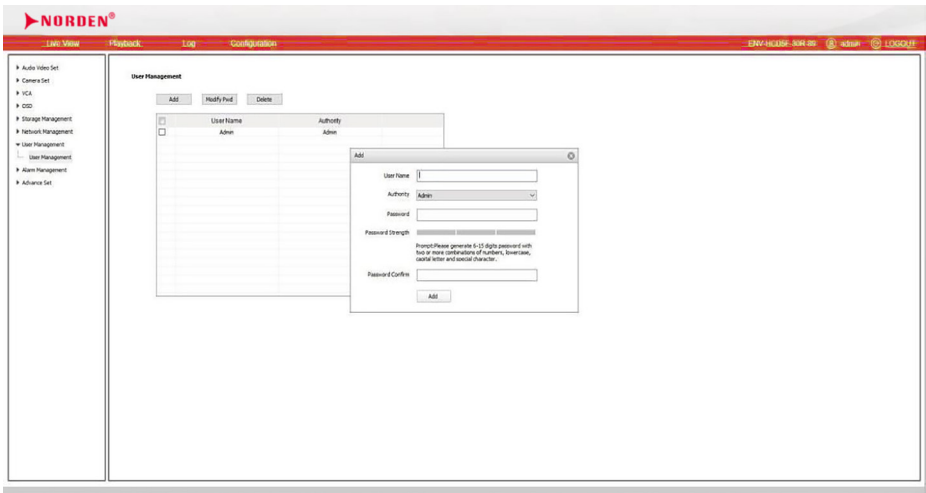 NORDEN®
Live View Playback Log Configuration admin LOGOUT
Audio Video Set
Camera Set
VCA
OSD
Storage Management
Network Management
User Management
User Management
Alarm Management
Advance Set
User Management
Add Modify Pwd Delete
User Name Authority
Admin Admin
Add
User Name
Authority Admin
Password
Password Strength
Prompt:Please generate 6-15 digits password with
two or more combinations of numbers, lowercase,
capital letter and special character.
Password Confirm
Add